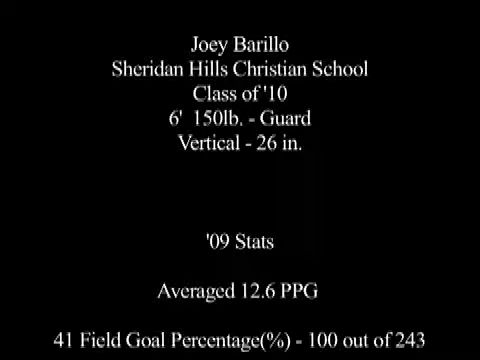 Joey Barillo
Sheridan Hills Christian School
Class of '10
6'  150lb. - Guard
Vertical - 26 in.
'09 Stats
Averaged 12.6 PPG
41 Field Goal Percentage(%) - 100 out of 243